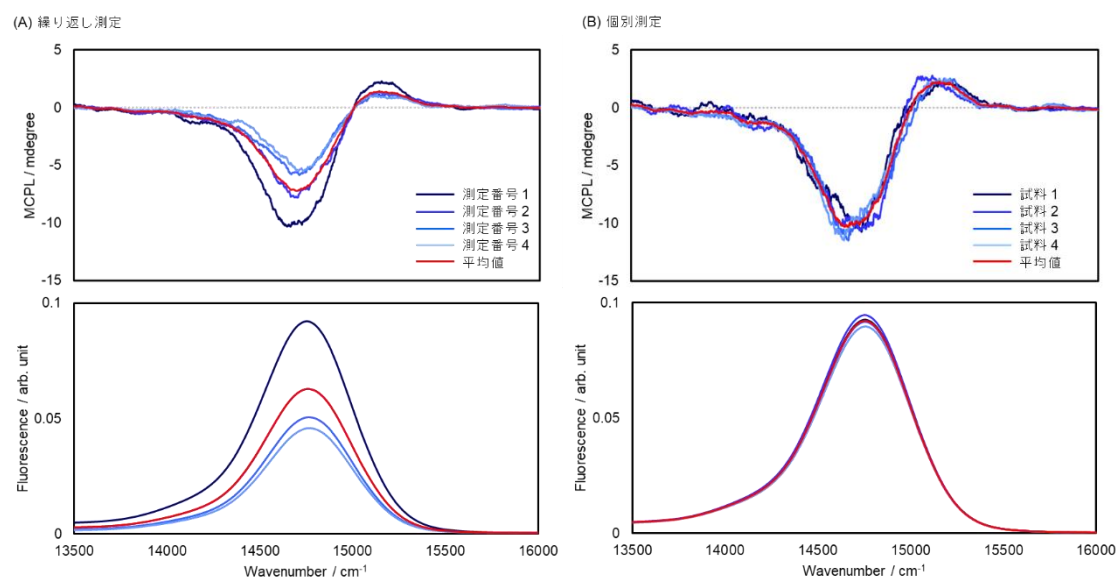 (A) 繰り返し測定
5
0
-5
-10
-15
MCPL / mdegree
測定番号 1
測定番号 2
測定番号 3
測定番号 4
平均値
0.1
0.05
0
Fluorescence / arb. unit
13500 14000 14500 15000 15500 16000
Wavenumber / cm⁻¹
(B) 個別測定
5
0
-5
-10
-15
MCPL / mdegree
試料 1
試料 2
試料 3
試料 4
平均値
0.1
0.05
0
Fluorescence / arb. unit
13500 14000 14500 15000 15500 16000
Wavenumber / cm⁻¹